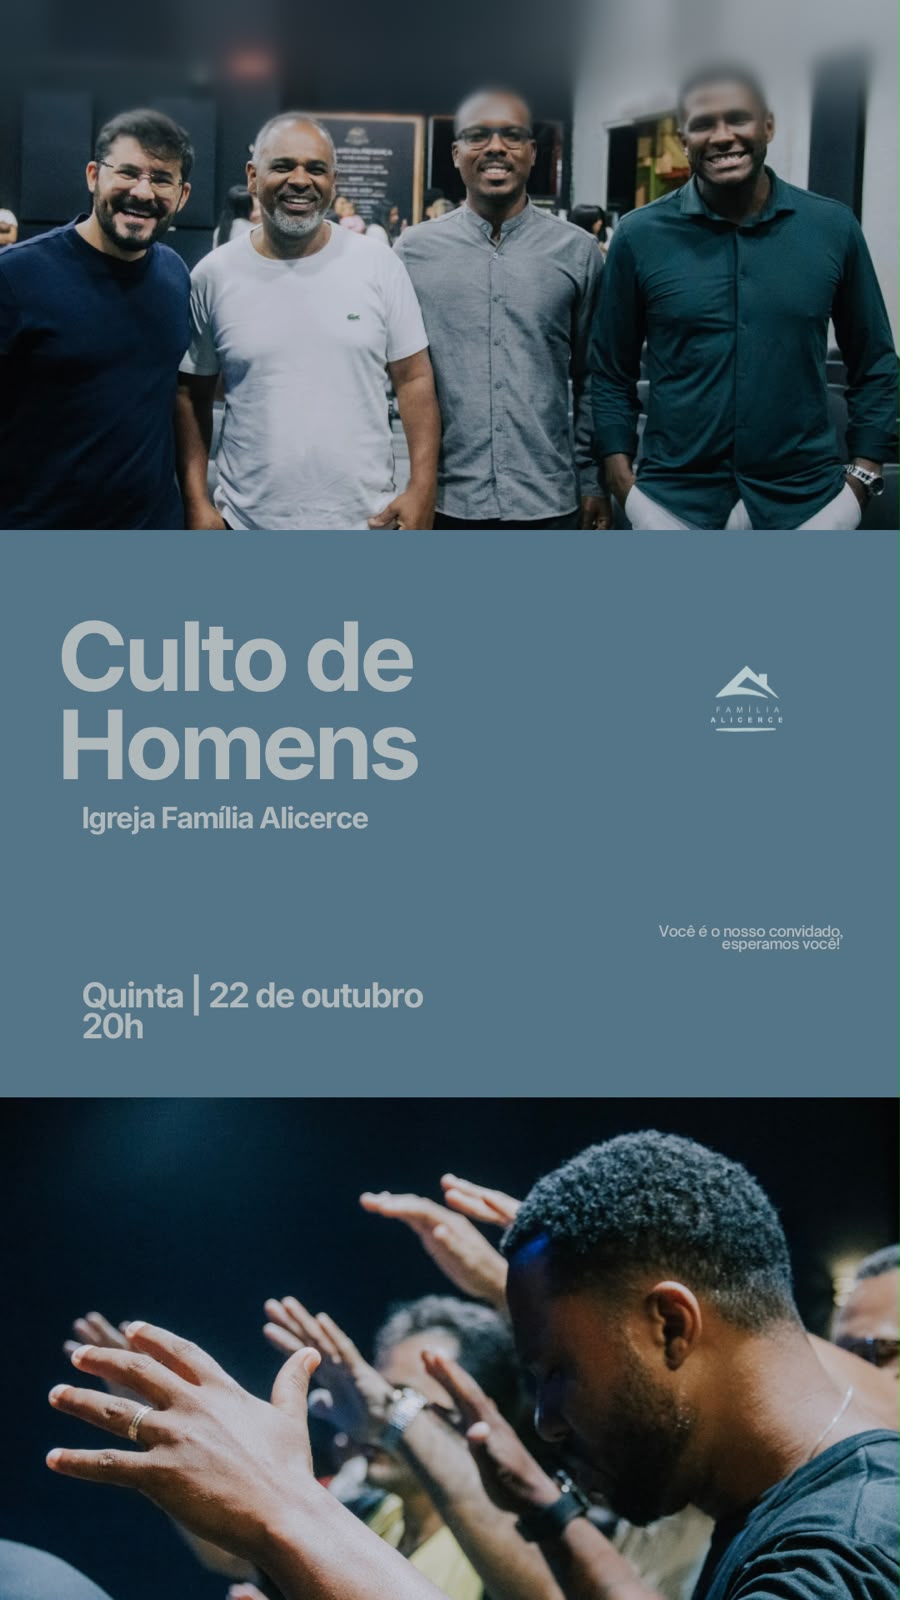 Culto de
Homens
Igreja Família Alicerce
FAMÍLIA
ALICERCE
Você é o nosso convidado,
esperamos você!
Quinta | 22 de outubro
20h